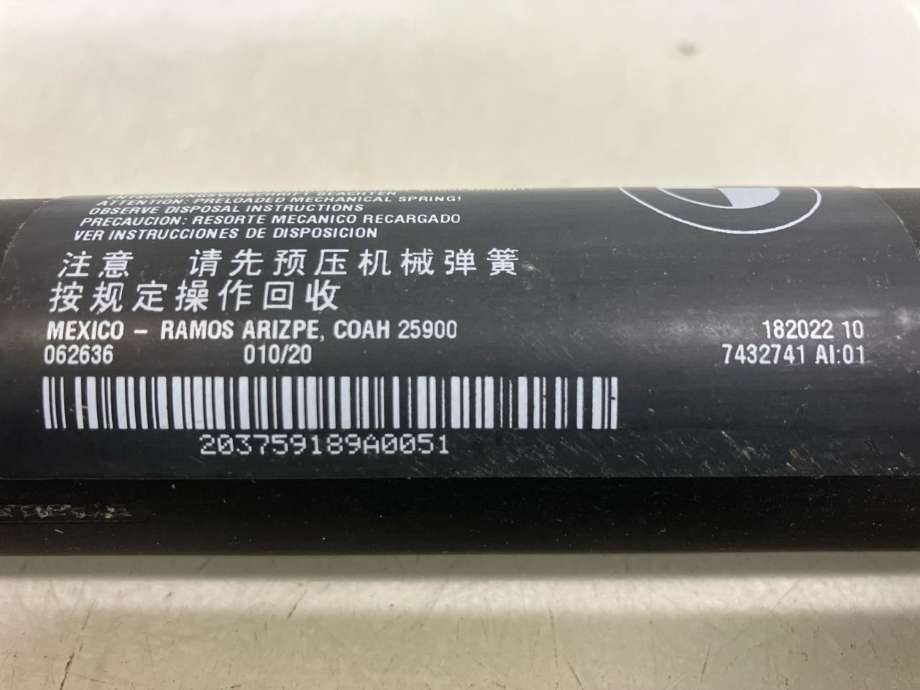 ATTENTION: PRELOADED MECHANICAL SPRING!
OBSERVE DISPOSAL INSTRUCTIONS
PRECAUCION: RESORTE MECANICO RECARGADO
VER INSTRUCCIONES DE DISPOSICION
注意 请先预压机械弹簧
按规定操作回收
MEXICO - RAMOS ARIZPE, COAH 25900
182022 10
062636 010/20
7432741 AI:01
203759189A0051